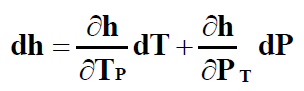 dh = ∂h/∂T_P dT + ∂h/∂P_T dP